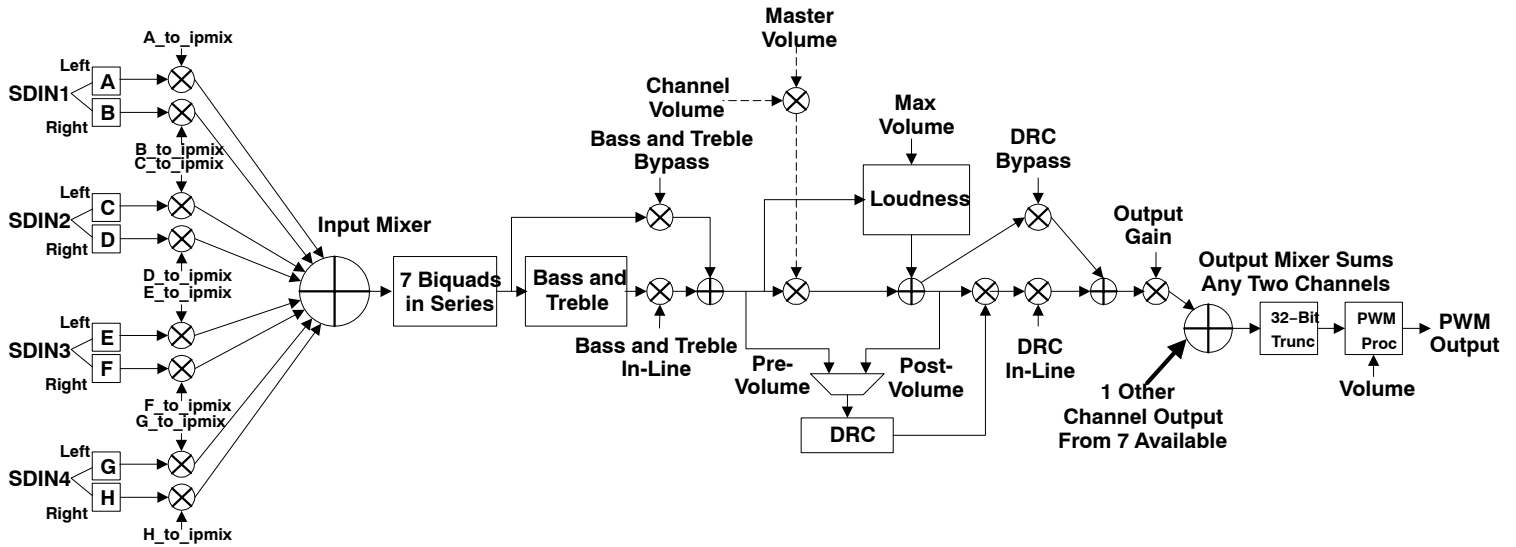 A_to_ipmix
Left
SDIN1
A
B
Right
B_to_ipmix
C_to_ipmix
Left
SDIN2
C
D
Right
D_to_ipmix
E_to_ipmix
Left
SDIN3
E
F
Right
F_to_ipmix
G_to_ipmix
Left
SDIN4
G
H
Right
H_to_ipmix
Input Mixer
7 Biquads
in Series
Bass and Treble
Bypass
Bass and
Treble
Bass and Treble
In-Line
Master
Volume
Channel
Volume
Max
Volume
Loudness
Pre-
Volume
Post-
Volume
DRC
DRC
Bypass
DRC
In-Line
Output
Gain
Output Mixer Sums
Any Two Channels
1 Other
Channel Output
From 7 Available
32−Bit
Trunc
PWM
Proc
Volume
PWM
Output